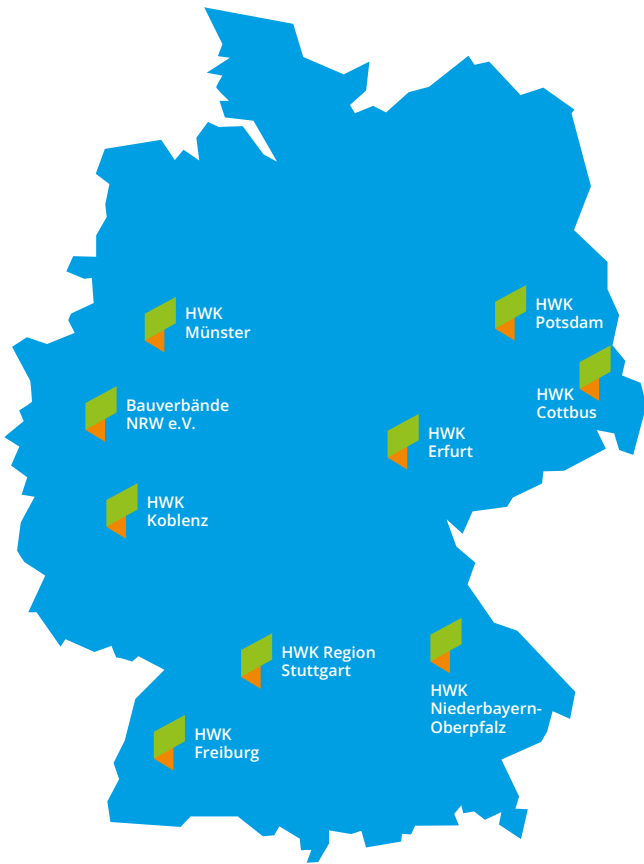 HWK
Münster
HWK
Potsdam
HWK
Cottbus
Bauverbände
NRW e.V.
HWK
Erfurt
HWK
Koblenz
HWK Region
Stuttgart
HWK
Niederbayern-
Oberpfalz
HWK
Freiburg